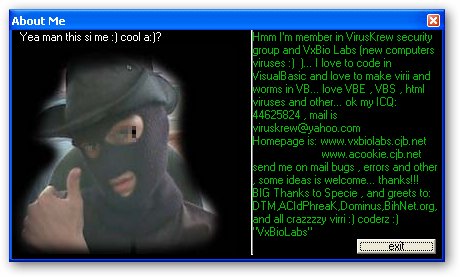 About Me
Yea man this si me :) cool a:)?
Hmm I'm member in VirusKrew security
group and VxBio Labs (new computers
viruses :)  )... I love to code in
VisualBasic and love to make virii and
worms in VB... love VBE , VBS , html
viruses and other... ok my ICQ:
44625824 , mail is
viruskrew@yahoo.com
Homepage is: www.vxbiolabs.cjb.net
www.acookie.cjb.net
send me on mail bugs , errors and other
, some ideas is welcome... thanks!!!
BIG Thanks to Specie , and greets to:
DTM,ACIdPhreaK,Dominus,BihNet.org,
and all crazzzzy virri :) coderz :)
"VxBioLabs"
exit